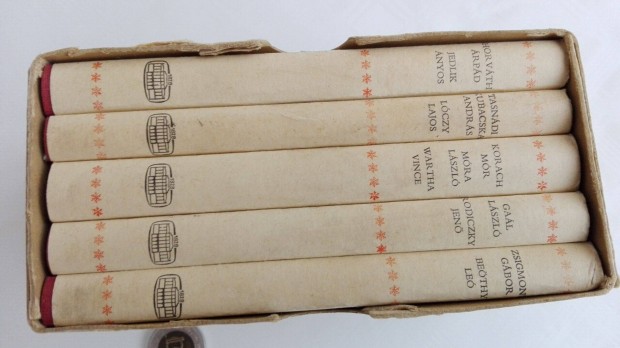 HORVÁTH
ÁRPÁD
JEDLIK
ÁNYOS
TASNÁDI
KUBACSKA
ANDRÁS
LÓCZY
LAJOS
KORACH
MÓR
MÓRA
LÁSZLÓ
WARTHA
VINCE
GAÁL
LÁSZLÓ
RODICZKY
JENŐ
ZSIGMON
GÁBOR
BEÖTHY
LEÓ